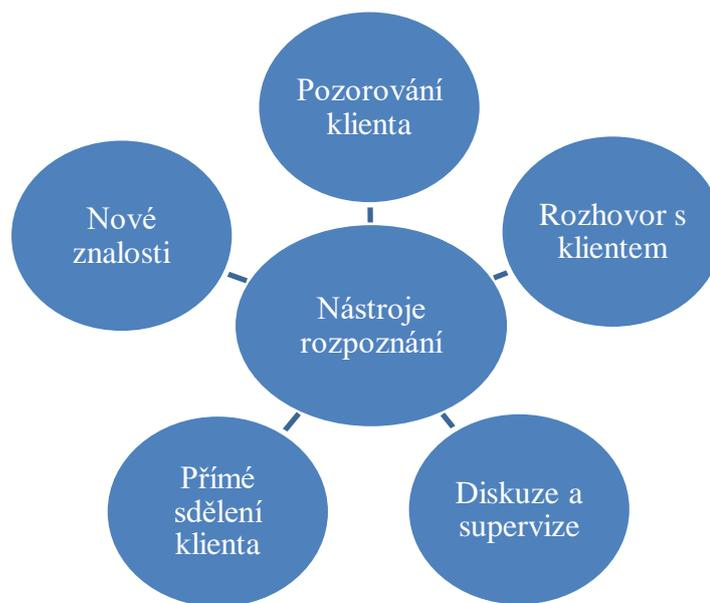 Pozorování
klienta
Rozhovor s
klientem
Nové
znalosti
Nástroje
rozpoznání
Přímé
sdělení
klienta
Diskuze a
supervize